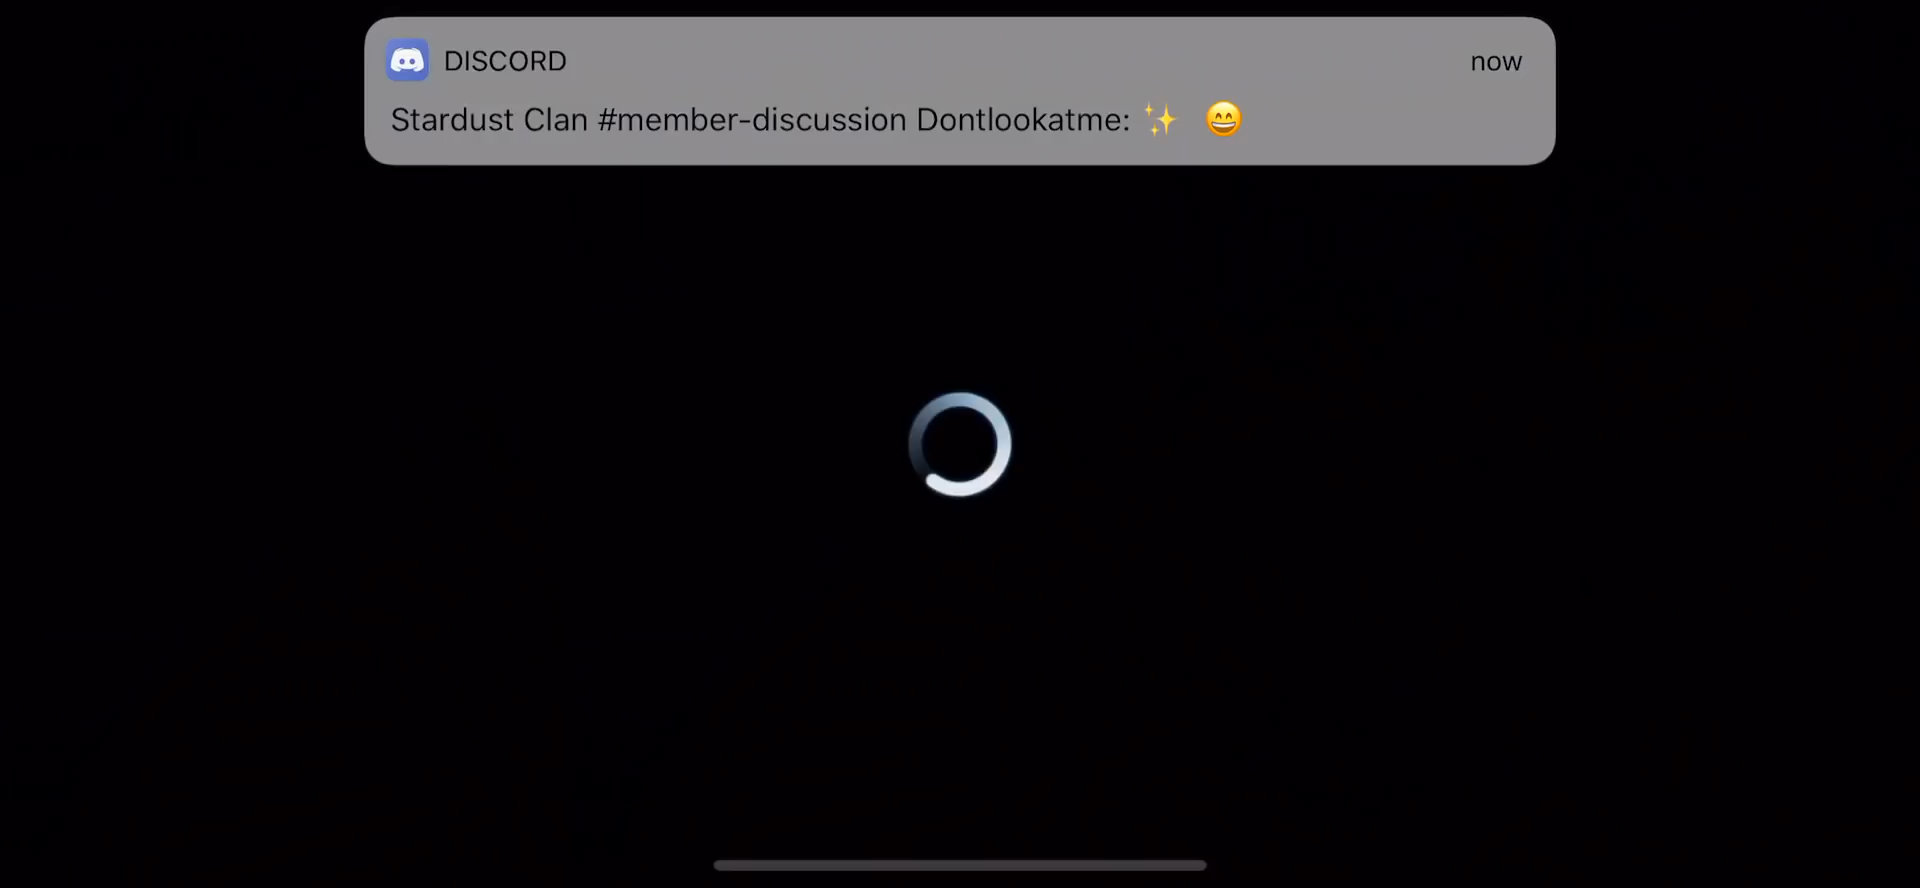 DISCORD
now
Stardust Clan #member-discussion Dontlookatme: ✨ 😄